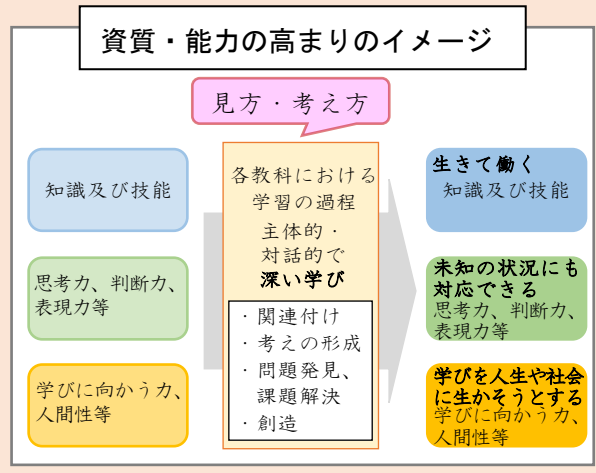 資質・能力の高まりのイメージ
見方・考え方
知識及び技能
思考力、判断力、
表現力等
学びに向かう力、
人間性等
各教科における
学習の過程
主体的・
対話的で
深い学び
・関連付け
・考えの形成
・問題発見、
課題解決
・創造
生きて働く
知識及び技能
未知の状況にも
対応できる
思考力、判断力、
表現力等
学びを人生や社会
に生かそうとする
学びに向かう力、
人間性等